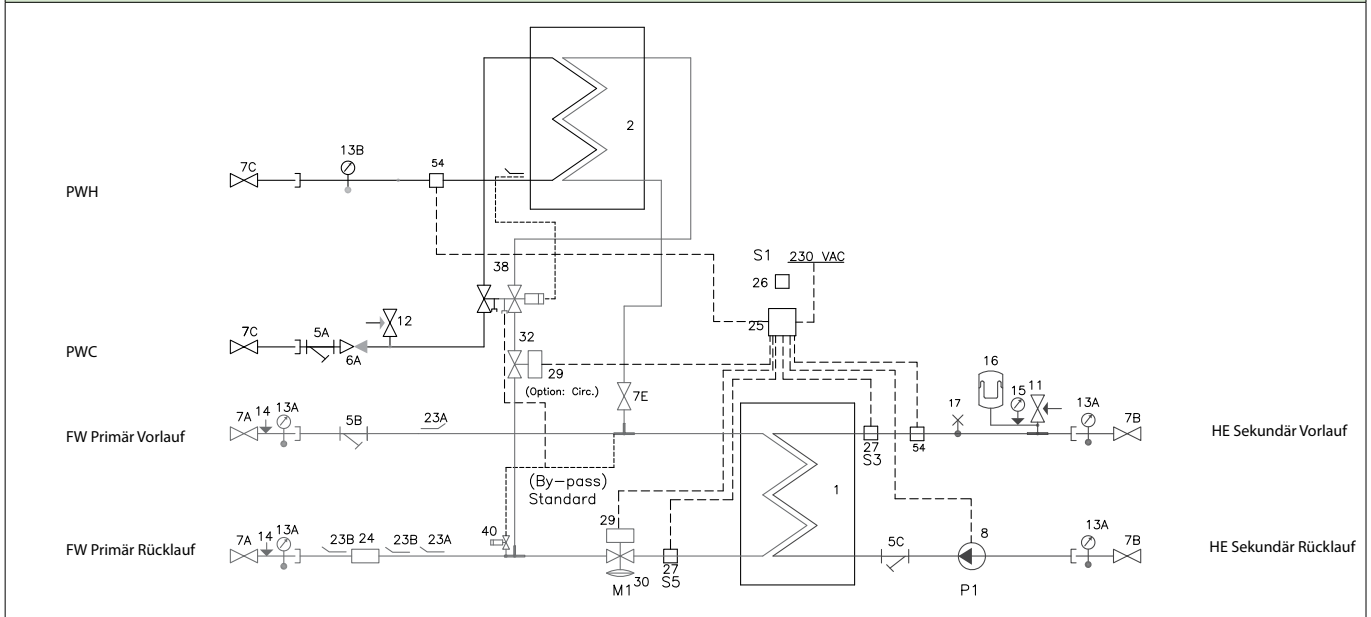 2
13B
7C
54
PWH
S1 230 VAC
38
26
12
7C 5A
25
32
6A
PWC
16
29
15 11
(Option: Circ.)
7E
13A
7A 14 13A
5B
23A
17
7B
FW Primär Vorlauf
HE Sekundär Vorlauf
27
54
S3
(By-pass)
Standard
1
29
8
13A
40
7A 14 13A
23B 24 23B 23A
5C
7B
FW Primär Rücklauf
HE Sekundär Rücklauf
27
30
S5
M1
P1